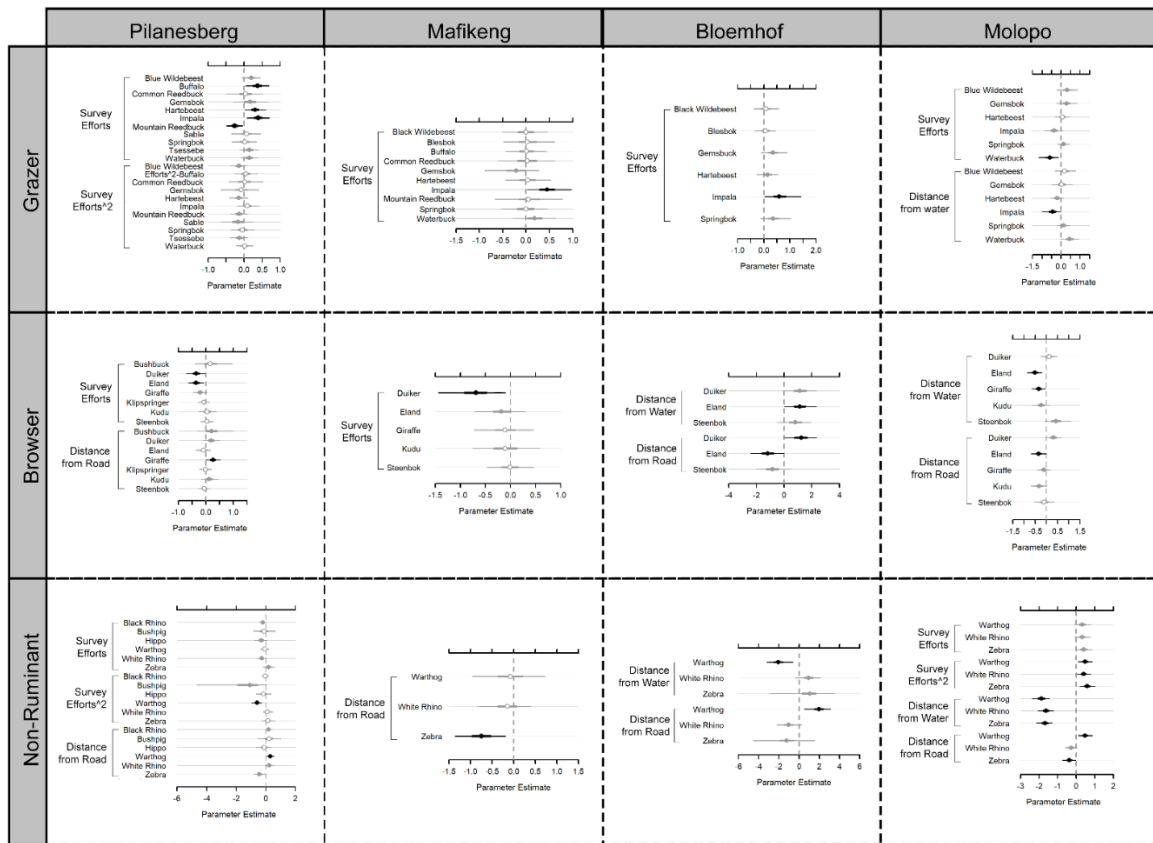 Pilanesberg
Mafikeng
Bloemhof
Molopo
Grazer
Survey
Efforts
Blue Wildebeest
Buffalo
Common Reedbuck
Gemsbok
Hartebeest
Impala
Mountain Reedbuck
Sable
Springbok
Tsessebe
Waterbuck
Survey
Efforts^2
Blue Wildebeest
Efforts^2-Buffalo
Common Reedbuck
Gemsbok
Hartebeest
Impala
Mountain Reedbuck
Sable
Springbok
Tsessebe
Waterbuck
-1.0 0.0 0.5 1.0
Parameter Estimate
Survey
Efforts
Black Wildebeest
Blesbok
Buffalo
Common Reedbuck
Gemsbok
Hartebeest
Impala
Mountain Reedbuck
Springbok
Waterbuck
-1.5 -1.0 -0.5 0.0 0.5 1.0
Parameter Estimate
Survey
Efforts
Black Wildebeest
Blesbok
Gemsbuck
Hartebeest
Impala
Springbok
-1.0 0.0 1.0 2.0
Parameter Estimate
Survey
Efforts
Blue Wildebeest
Gemsbok
Hartebeest
Impala
Springbok
Waterbuck
Distance
from water
Blue Wildebeest
Gemsbok
Hartebeest
Impala
Springbok
Waterbuck
-1.5 -0.5 0.5 1.5
Parameter Estimate
Browser
Survey
Efforts
Bushbuck
Duiker
Eland
Giraffe
Klipspringer
Kudu
Steenbok
Distance
from Road
Bushbuck
Duiker
Eland
Giraffe
Klipspringer
Kudu
Steenbok
-1.0 0.0 1.0
Parameter Estimate
Survey
Efforts
Duiker
Eland
Giraffe
Kudu
Steenbok
-1.5 -1.0 -0.5 0.0 0.5 1.0
Parameter Estimate
Distance
from Water
Duiker
Eland
Steenbok
Distance
from Road
Duiker
Eland
Steenbok
-4 -2 0 2 4
Parameter Estimate
Distance
from Water
Duiker
Eland
Giraffe
Kudu
Steenbok
Distance
from Road
Duiker
Eland
Giraffe
Kudu
Steenbok
-1.5 -0.5 0.5 1.5
Parameter Estimate
Non-Ruminant
Survey
Efforts
Black Rhino
Bushpig
Hippo
Warthog
White Rhino
Zebra
Survey
Efforts^2
Black Rhino
Bushpig
Hippo
Warthog
White Rhino
Zebra
Distance
from Road
Black Rhino
Bushpig
Hippo
Warthog
White Rhino
Zebra
-6 -4 -2 0 2
Parameter Estimate
Distance
from Road
Warthog
White Rhino
Zebra
-1.5 -1.0 -0.5 0.0 0.5 1.0 1.5
Parameter Estimate
Distance
from Water
Warthog
White Rhino
Zebra
Distance
from Road
Warthog
White Rhino
Zebra
-6 -4 -2 0 2 4 6
Parameter Estimate
Survey
Efforts
Warthog
White Rhino
Zebra
Survey
Efforts^2
Warthog
White Rhino
Zebra
Distance
from Water
Warthog
White Rhino
Zebra
Distance
from Road
Warthog
White Rhino
Zebra
-3 -2 -1 0 1 2
Parameter Estimate